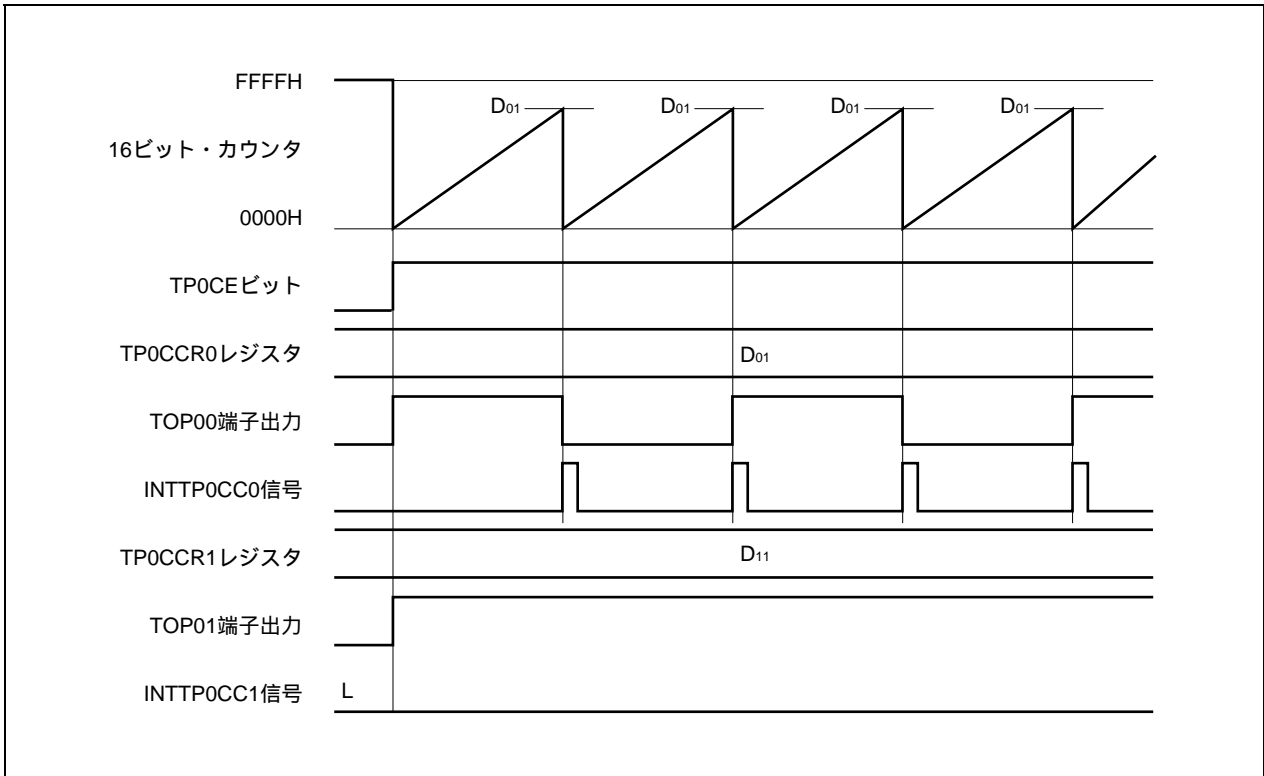 FFFFH
D01 D01 D01 D01
16ビット・カウンタ
0000H
TP0CEビット
TP0CCR0レジスタ
D01
TOP00端子出力
INTTP0CC0信号
TP0CCR1レジスタ
D11
TOP01端子出力
INTTP0CC1信号 L